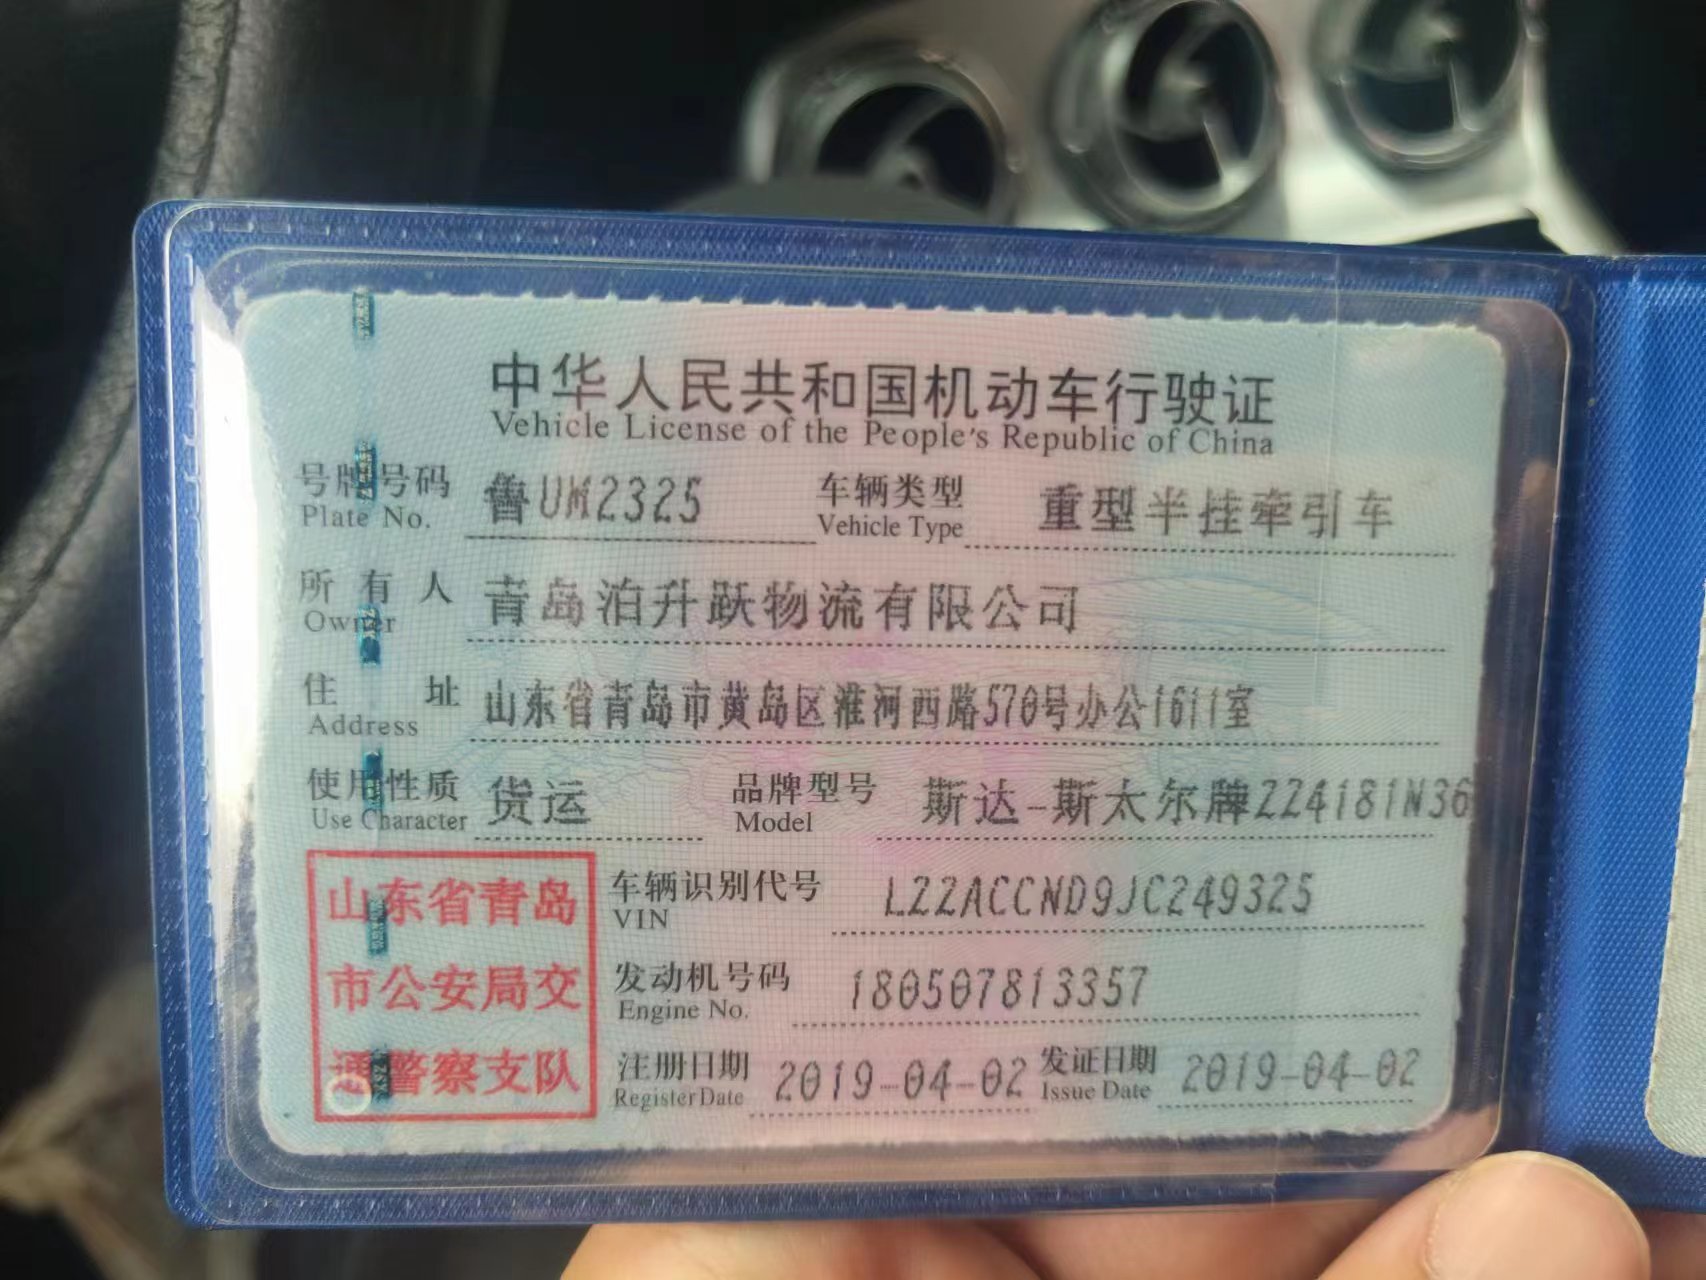 中华人民共和国机动车行驶证
Vehicle License of the People's Republic of China
号牌号码 鲁UM2325 车辆类型 重型半挂牵引车
Plate No. Vehicle Type
所有人 青岛泊升跃物流有限公司
Owner
住址 山东省青岛市黄岛区淮河西路570号办公1611室
Address
使用性质 货运 品牌型号 斯达-斯太尔牌ZZ4181N36
Use Character Model
山东省青岛
市公安局交
通警察支队
车辆识别代号 LZZACCND9JC249325
VIN
发动机号码 180507813357
Engine No.
注册日期 2019-04-02 发证日期 2019-04-02
Register Date Issue Date